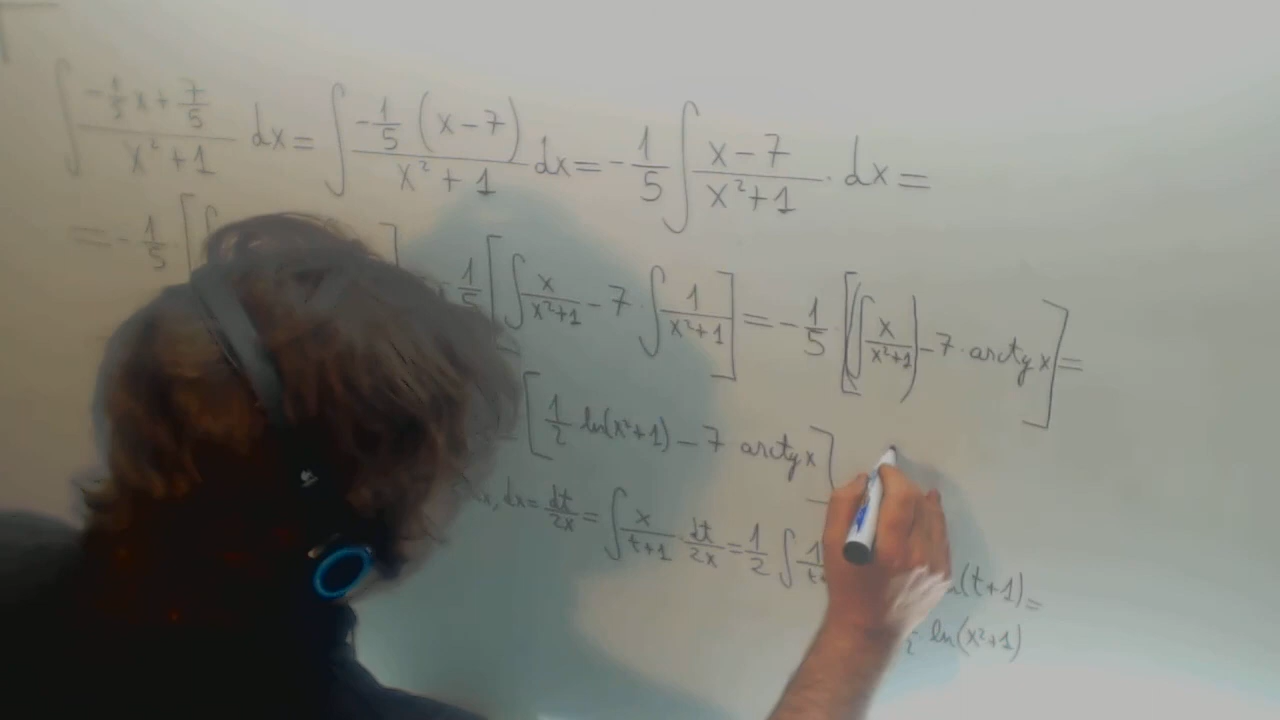 ∫ (-1/5 x + 7/5)/(x² + 1) dx = ∫ (-1/5 (x - 7))/(x² + 1) dx = -1/5 ∫ (x - 7)/(x² + 1) · dx =
= -1/5 · [∫ ] 1/5 [∫ x/(x²+1) - 7 · ∫ 1/(x²+1)] = -1/5 · [(∫ x/(x²+1)) - 7 · arctg x] =
[1/2 ln(x²+1) - 7 arctg x]
x, dx = dt/2x = ∫ x/(t+1) · dt/2x = 1/2 ∫ 1/t (t+1) =
ln(x²+1)